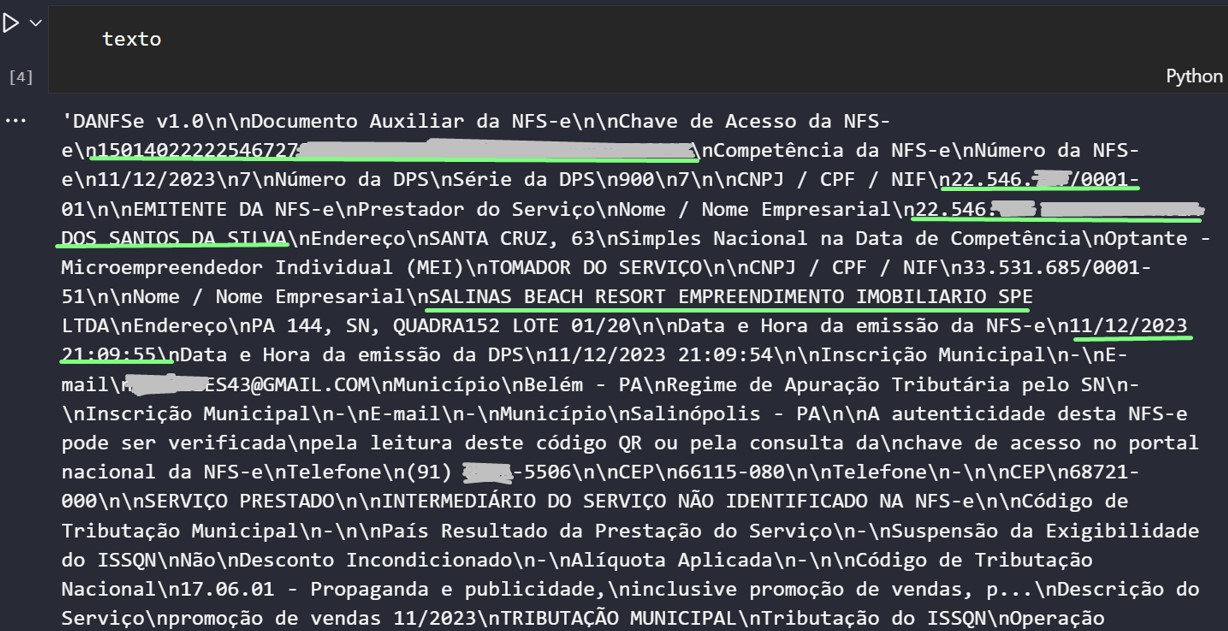 texto
[4]
Python
'DANFSe v1.0\n\nDocumento Auxiliar da NFS-e\n\nChave de Acesso da NFS-
e\n15014022222546727 \nCompetência da NFS-e\nNúmero da NFS-
e\n11/12/2023\n7\nNúmero da DPS\nSérie da DPS\n900\n7\n\nCNPJ / CPF / NIF\n22.546. /0001-
01\n\nEMITENTE DA NFS-e\nPrestador do Serviço\nNome / Nome Empresarial\n22.546.
DOS SANTOS DA SILVA\nEndereço\nSANTA CRUZ, 63\nSimples Nacional na Data de Competência\nOptante -
Microempreendedor Individual (MEI)\nTOMADOR DO SERVIÇO\n\nCNPJ / CPF / NIF\n33.531.685/0001-
51\n\nNome / Nome Empresarial\nSALINAS BEACH RESORT EMPREENDIMENTO IMOBILIARIO SPE
LTDA\nEndereço\nPA 144, SN, QUADRA152 LOTE 01/20\n\nData e Hora da emissão da NFS-e\n11/12/2023
21:09:55\nData e Hora da emissão da DPS\n11/12/2023 21:09:54\n\nInscrição Municipal\n-\nE-
mail\n ES43@GMAIL.COM\nMunicípio\nBelém - PA\nRegime de Apuração Tributária pelo SN\n-
\nInscrição Municipal\n-\nE-mail\n-\nMunicípio\nSalinópolis - PA\n\nA autenticidade desta NFS-e
pode ser verificada\npela leitura deste código QR ou pela consulta da\nchave de acesso no portal
nacional da NFS-e\nTelefone\n(91) -5506\n\nCEP\n66115-080\n\nTelefone\n-\n\nCEP\n68721-
000\n\nSERVIÇO PRESTADO\n\nINTERMEDIÁRIO DO SERVIÇO NÃO IDENTIFICADO NA NFS-e\n\nCódigo de
Tributação Municipal\n-\n\nPaís Resultado da Prestação do Serviço\n-\nSuspensão da Exigibilidade
do ISSQN\nNão\nDesconto Incondicionado\n-\nAlíquota Aplicada\n-\n\nCódigo de Tributação
Nacional\n17.06.01 - Propaganda e publicidade,\ninclusive promoção de vendas, p...\nDescrição do
Serviço\npromoção de vendas 11/2023\nTRIBUTAÇÃO MUNICIPAL\nTributação do ISSQN\nOperação